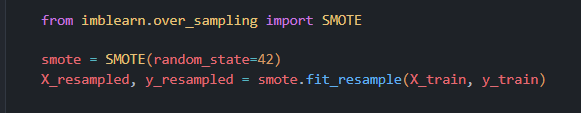 from imblearn.over_sampling import SMOTE
smote = SMOTE(random_state=42)
X_resampled, y_resampled = smote.fit_resample(X_train, y_train)